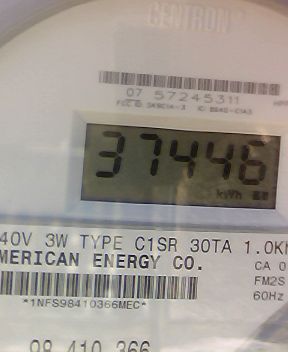 CENTRON
07 57245311
37446
kWh
40V 3W TYPE C1SR 30TA 1.0K
MERICAN ENERGY CO.
CA 0
FM2S
60Hz
*1NFS98410366MEC*
98 410 366